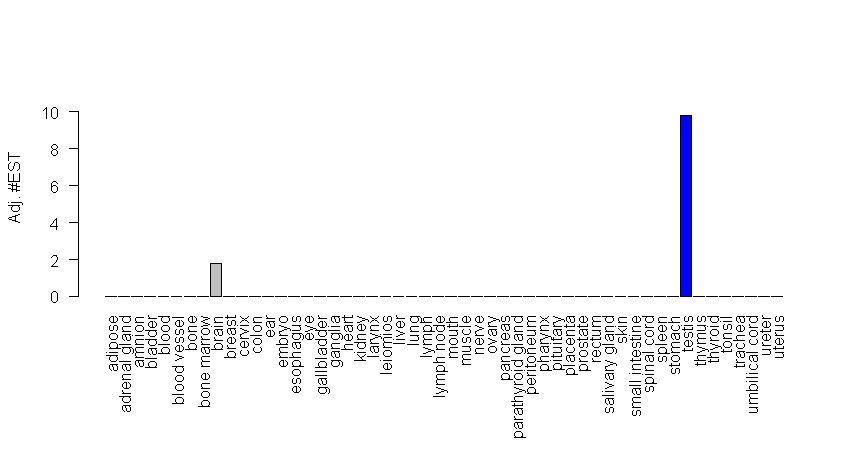 Adj. #EST
10
8
6
4
2
0
adipose
adrenal gland
amnion
bladder
blood
blood vessel
bone
bone marrow
brain
breast
cervix
colon
ear
embryo
esophagus
eye
gallbladder
ganglia
heart
kidney
larynx
leiomios
liver
lung
lymph
lymph node
mouth
muscle
nerve
ovary
pancreas
parathyroid gland
peritoneum
pharynx
pituitary
placenta
prostate
rectum
salivary gland
skin
small intestine
spinal cord
spleen
stomach
testis
thymus
thyroid
tonsil
trachea
umbilical cord
ureter
uterus